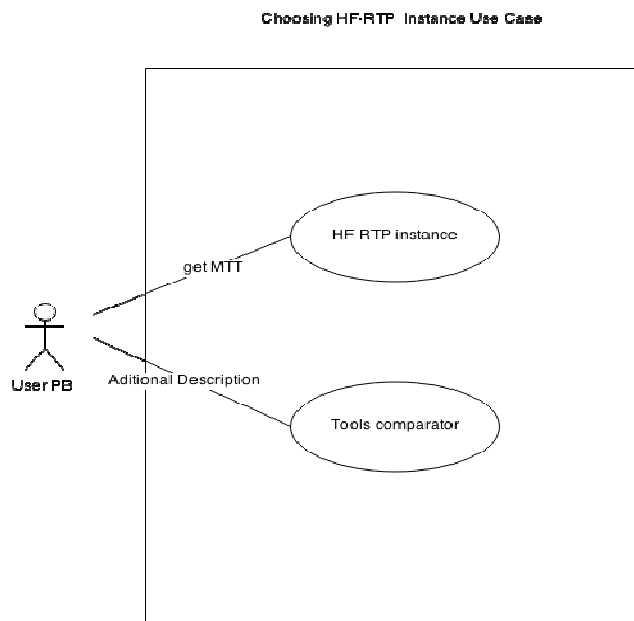 Choosing HF-RTP Instance Use Case
HF RTP instance
get MTT
User PB
Aditional Description
Tools comparator